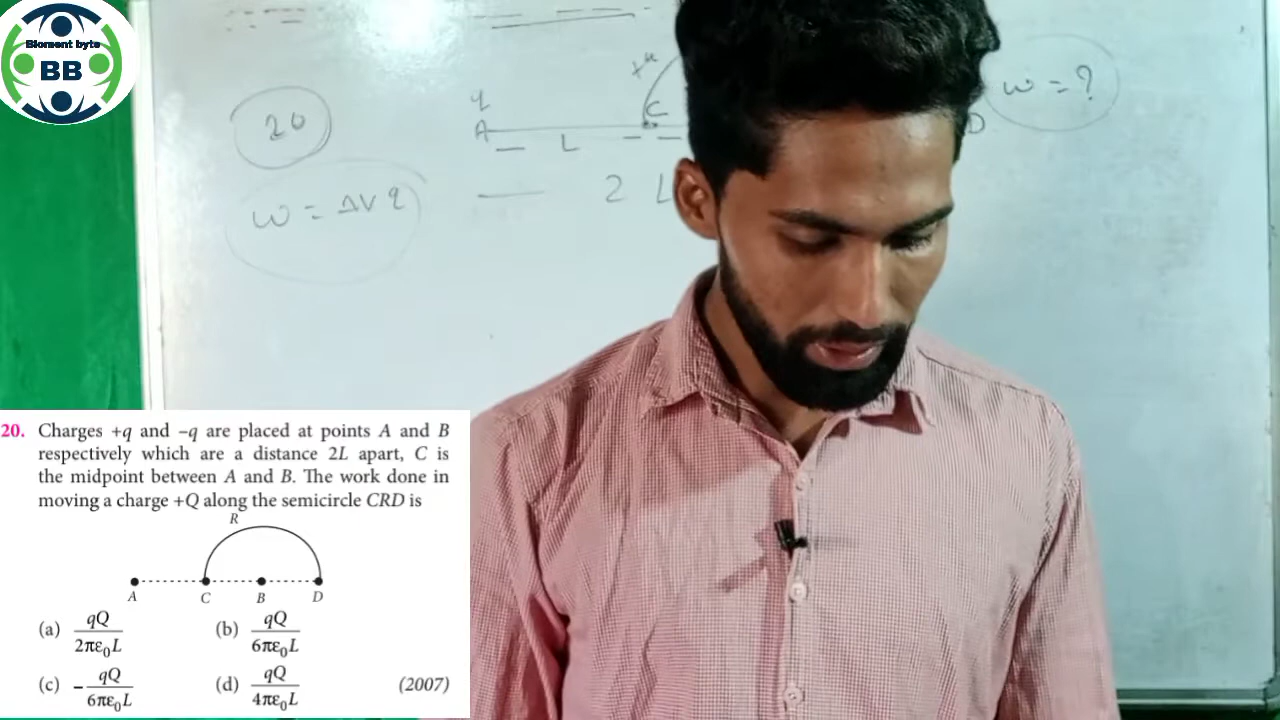 Bioment byte
BB
20
w = ΔV q
q
A
L
C
D
2 L
w = ?
20. Charges +q and –q are placed at points A and B
respectively which are a distance 2L apart, C is
the midpoint between A and B. The work done in
moving a charge +Q along the semicircle CRD is
R
A C B D
(a) qQ/2πε₀L (b) qQ/6πε₀L
(c) –qQ/6πε₀L (d) qQ/4πε₀L (2007)